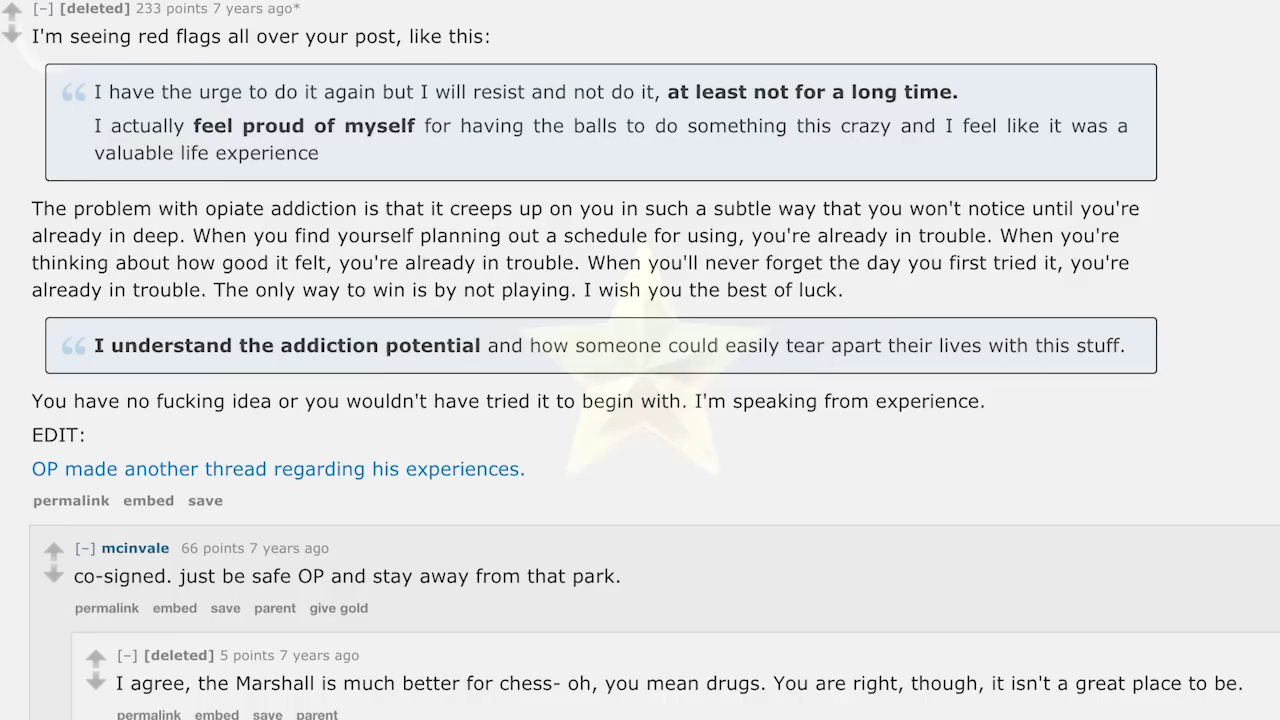 [–] [deleted] 233 points 7 years ago*
I'm seeing red flags all over your post, like this:
I have the urge to do it again but I will resist and not do it, at least not for a long time.
I actually feel proud of myself for having the balls to do something this crazy and I feel like it was a
valuable life experience
The problem with opiate addiction is that it creeps up on you in such a subtle way that you won't notice until you're
already in deep. When you find yourself planning out a schedule for using, you're already in trouble. When you're
thinking about how good it felt, you're already in trouble. When you'll never forget the day you first tried it, you're
already in trouble. The only way to win is by not playing. I wish you the best of luck.
I understand the addiction potential and how someone could easily tear apart their lives with this stuff.
You have no fucking idea or you wouldn't have tried it to begin with. I'm speaking from experience.
EDIT:
OP made another thread regarding his experiences.
permalink embed save
[–] mcinvale 66 points 7 years ago
co-signed. just be safe OP and stay away from that park.
permalink embed save parent give gold
[–] [deleted] 5 points 7 years ago
I agree, the Marshall is much better for chess- oh, you mean drugs. You are right, though, it isn't a great place to be.
permalink embed save parent